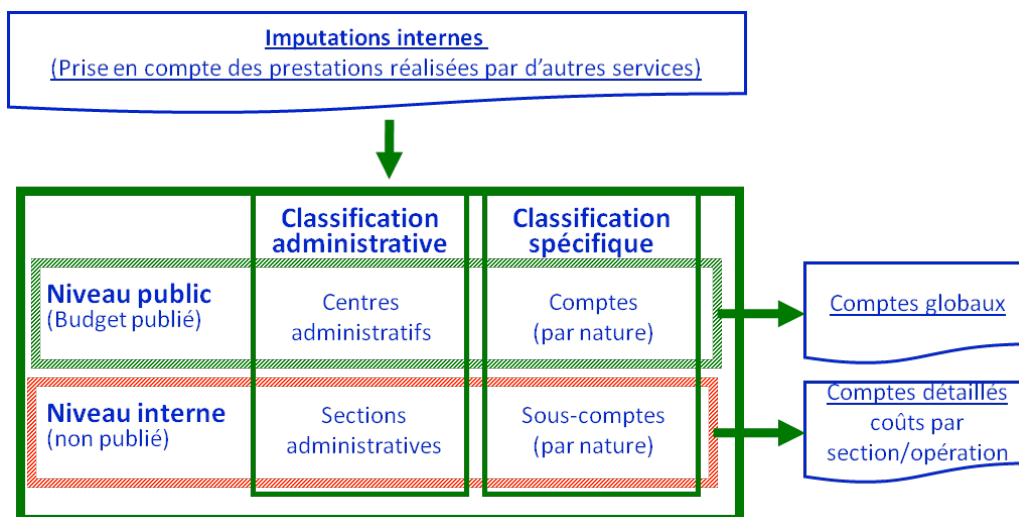 Imputations internes
(Prise en compte des prestations réalisées par d'autres services)
Classification
administrative
Classification
spécifique
Niveau public
(Budget publié)
Centres
administratifs
Comptes
(par nature)
Comptes globaux
Niveau interne
(non publié)
Sections
administratives
Sous-comptes
(par nature)
Comptes détaillés
coûts par
section/opération